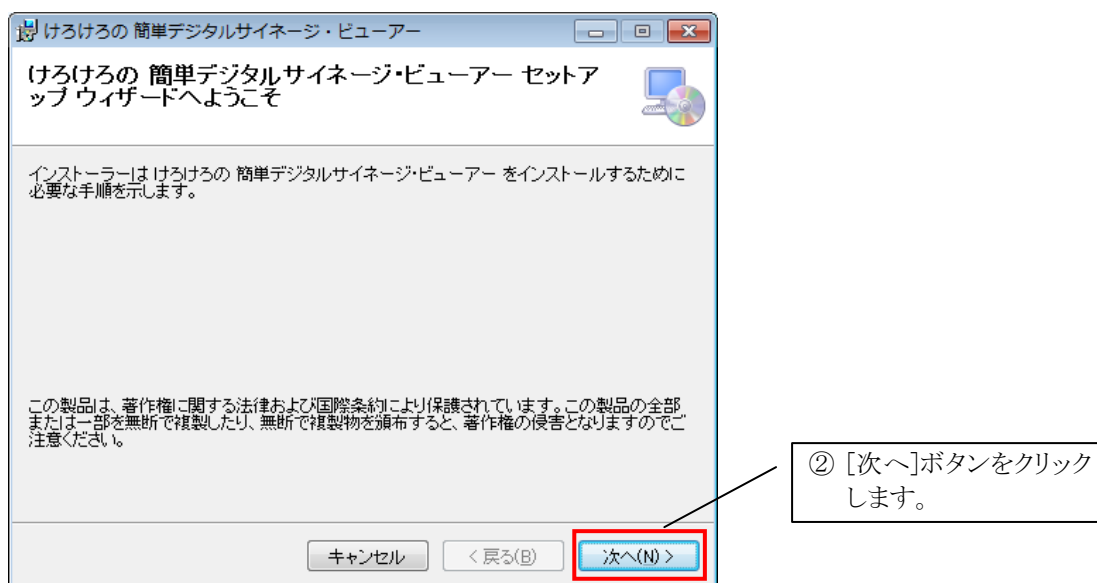 けろけろの 簡単デジタルサイネージ・ビューアー
けろけろの 簡単デジタルサイネージ・ビューアー セットア
ップ ウィザードへようこそ
インストーラーは けろけろの 簡単デジタルサイネージ・ビューアー をインストールするために
必要な手順を示します。
この製品は、著作権に関する法律および国際条約により保護されています。この製品の全部
または一部を無断で複製したり、無断で複製物を頒布すると、著作権の侵害となりますのでご
注意ください。
② [次へ]ボタンをクリック
します。
キャンセル
< 戻る(B)
次へ(N) >